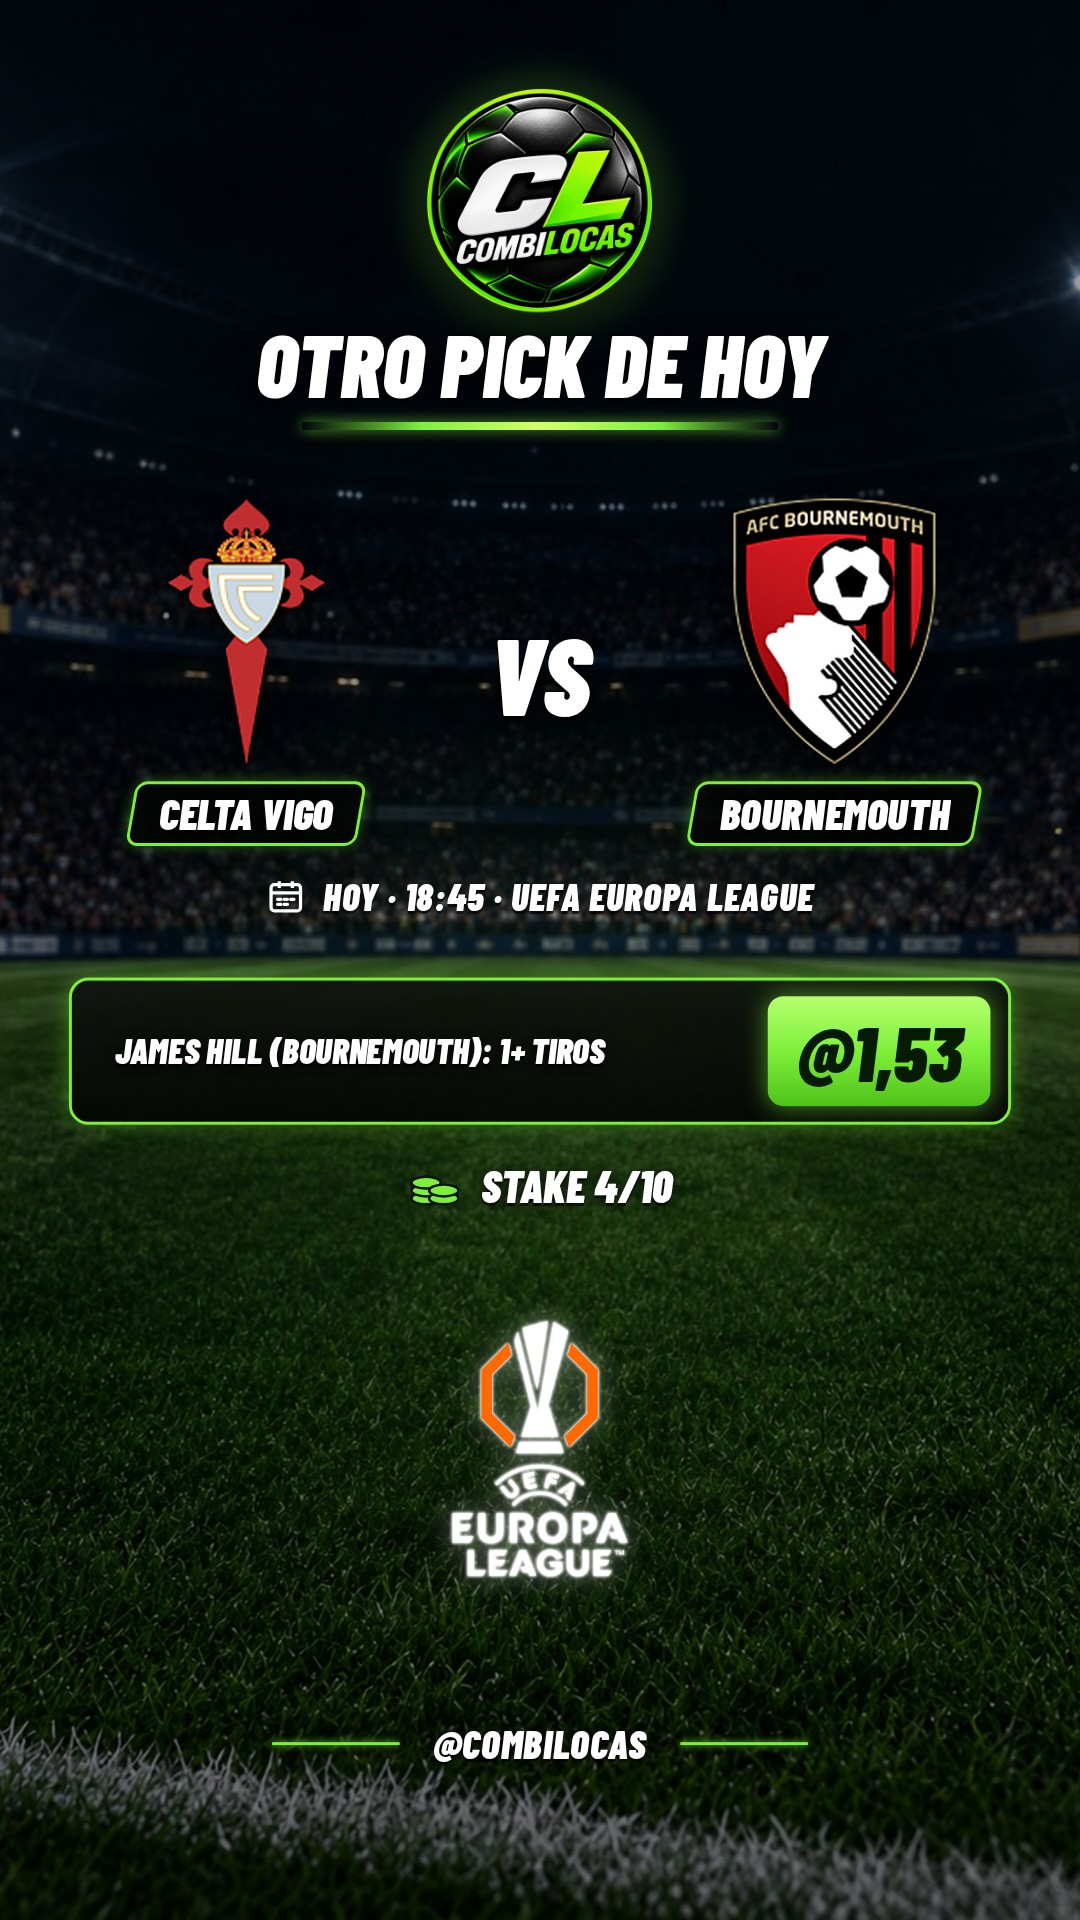 CL
COMBILOCAS
OTRO PICK DE HOY
AFC BOURNEMOUTH
VS
CELTA VIGO
BOURNEMOUTH
HOY · 18:45 · UEFA EUROPA LEAGUE
JAMES HILL (BOURNEMOUTH): 1+ TIROS
@1,53
STAKE 4/10
UEFA
EUROPA
LEAGUE™
@COMBILOCAS